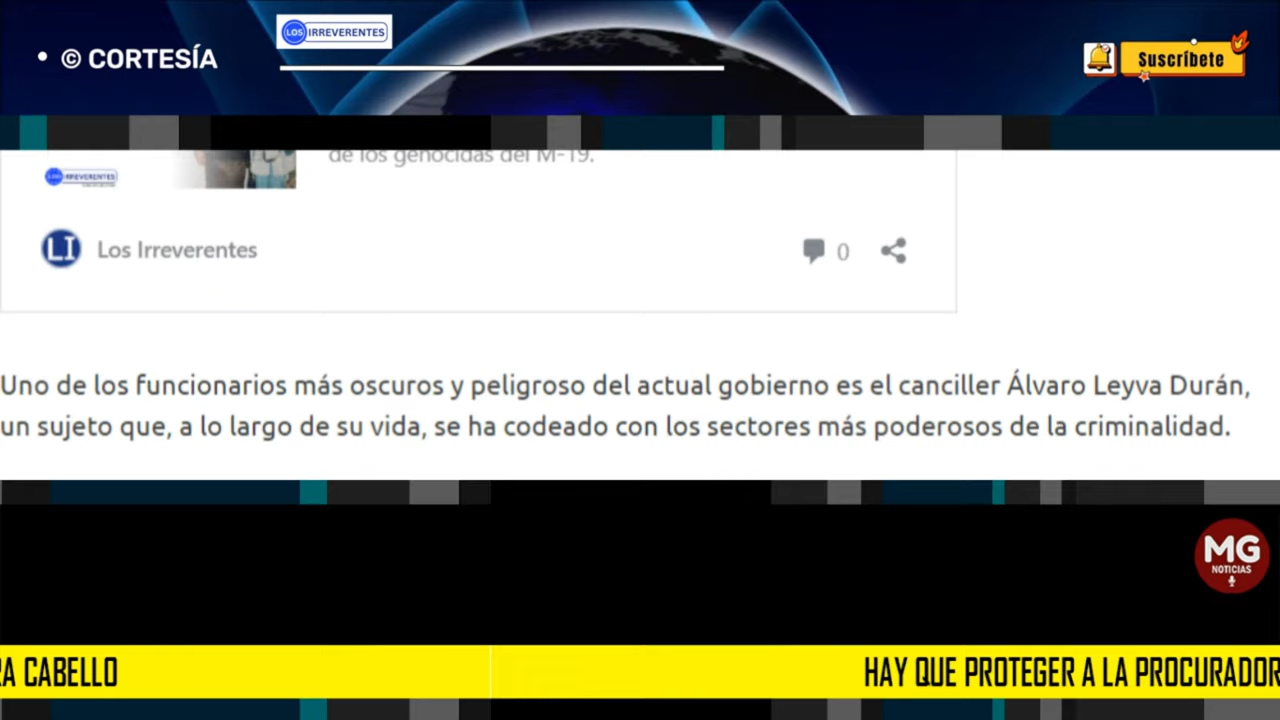 • © CORTESÍA
LOS IRREVERENTES
Suscríbete
de los genocidas del M-19.
IRREVERENTES
LI Los Irreverentes
0
Uno de los funcionarios más oscuros y peligroso del actual gobierno es el canciller Álvaro Leyva Durán,
un sujeto que, a lo largo de su vida, se ha codeado con los sectores más poderosos de la criminalidad.
MG
NOTICIAS
RA CABELLO
HAY QUE PROTEGER A LA PROCURADOR